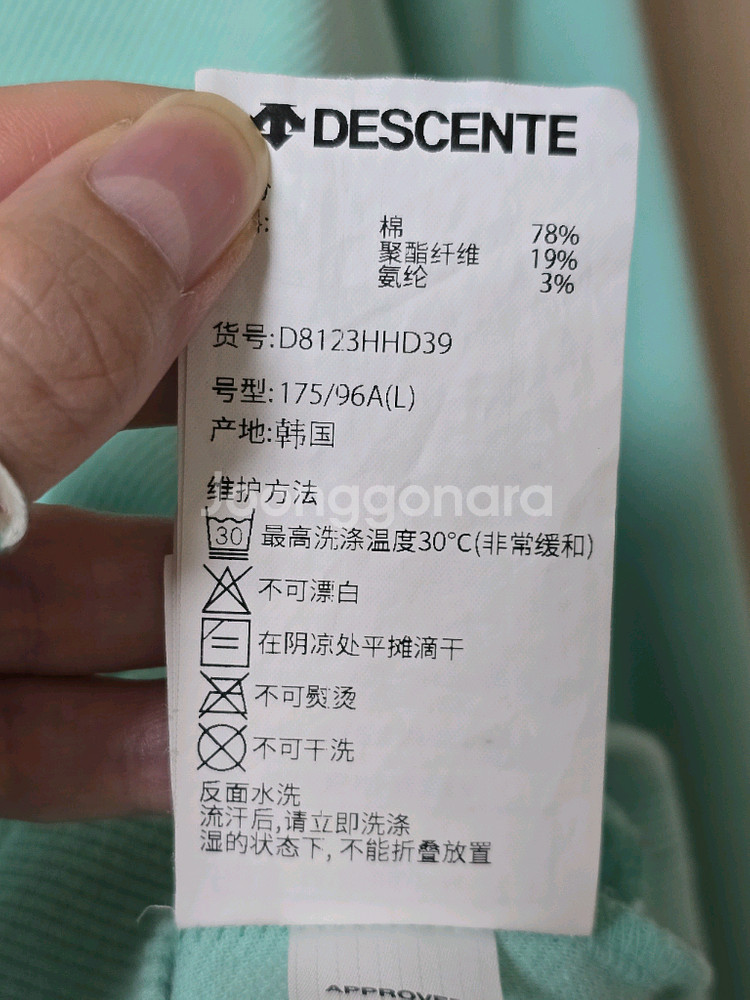 DESCENTE
棉 78%
聚酯纤维 19%
氨纶 3%
货号:D8123HHD39
号型:175/96A(L)
产地:韩国
维护方法
Juonggonara
30 最高洗涤温度30°C(非常缓和)
不可漂白
在阴凉处平摊滴干
不可熨烫
不可干洗
反面水洗
流汗后,请立即洗涤
湿的状态下, 不能折叠放置